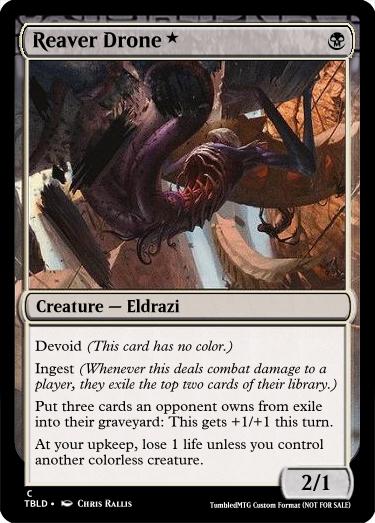 Reaver Drone ★
Creature — Eldrazi
Devoid (This card has no color.)
Ingest (Whenever this deals combat damage to a
player, they exile the top two cards of their library.)
Put three cards an opponent owns from exile
into their graveyard: This gets +1/+1 this turn.
At your upkeep, lose 1 life unless you control
another colorless creature.
2/1
C
TBLD • Chris Rallis
TumbledMTG Custom Format (NOT FOR SALE)